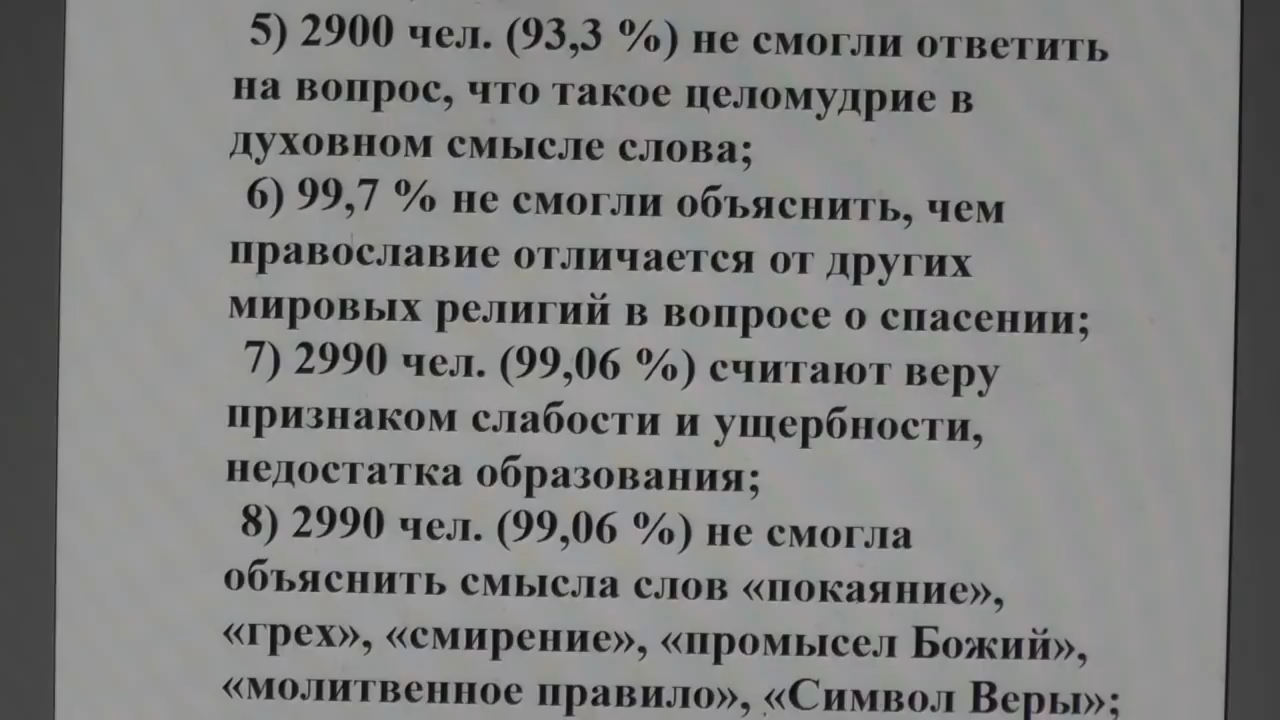 5) 2900 чел. (93,3 %) не смогли ответить
на вопрос, что такое целомудрие в
духовном смысле слова;
6) 99,7 % не смогли объяснить, чем
православие отличается от других
мировых религий в вопросе о спасении;
7) 2990 чел. (99,06 %) считают веру
признаком слабости и ущербности,
недостатка образования;
8) 2990 чел. (99,06 %) не смогла
объяснить смысла слов «покаяние»,
«грех», «смирение», «промысел Божий»,
«молитвенное правило», «Символ Веры»;